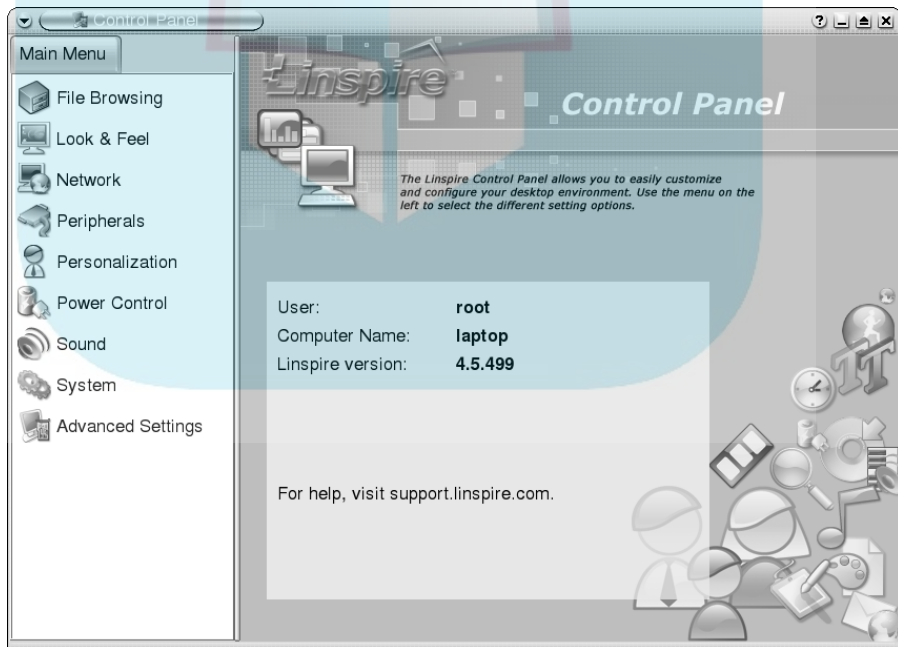 Control Panel
Main Menu
File Browsing
Look & Feel
Network
Peripherals
Personalization
Power Control
Sound
System
Advanced Settings
Linspire
Control Panel
The Linspire Control Panel allows you to easily customize
and configure your desktop environment. Use the menu on the
left to select the different setting options.
User: root
Computer Name: laptop
Linspire version: 4.5.499
For help, visit support.linspire.com.
TT